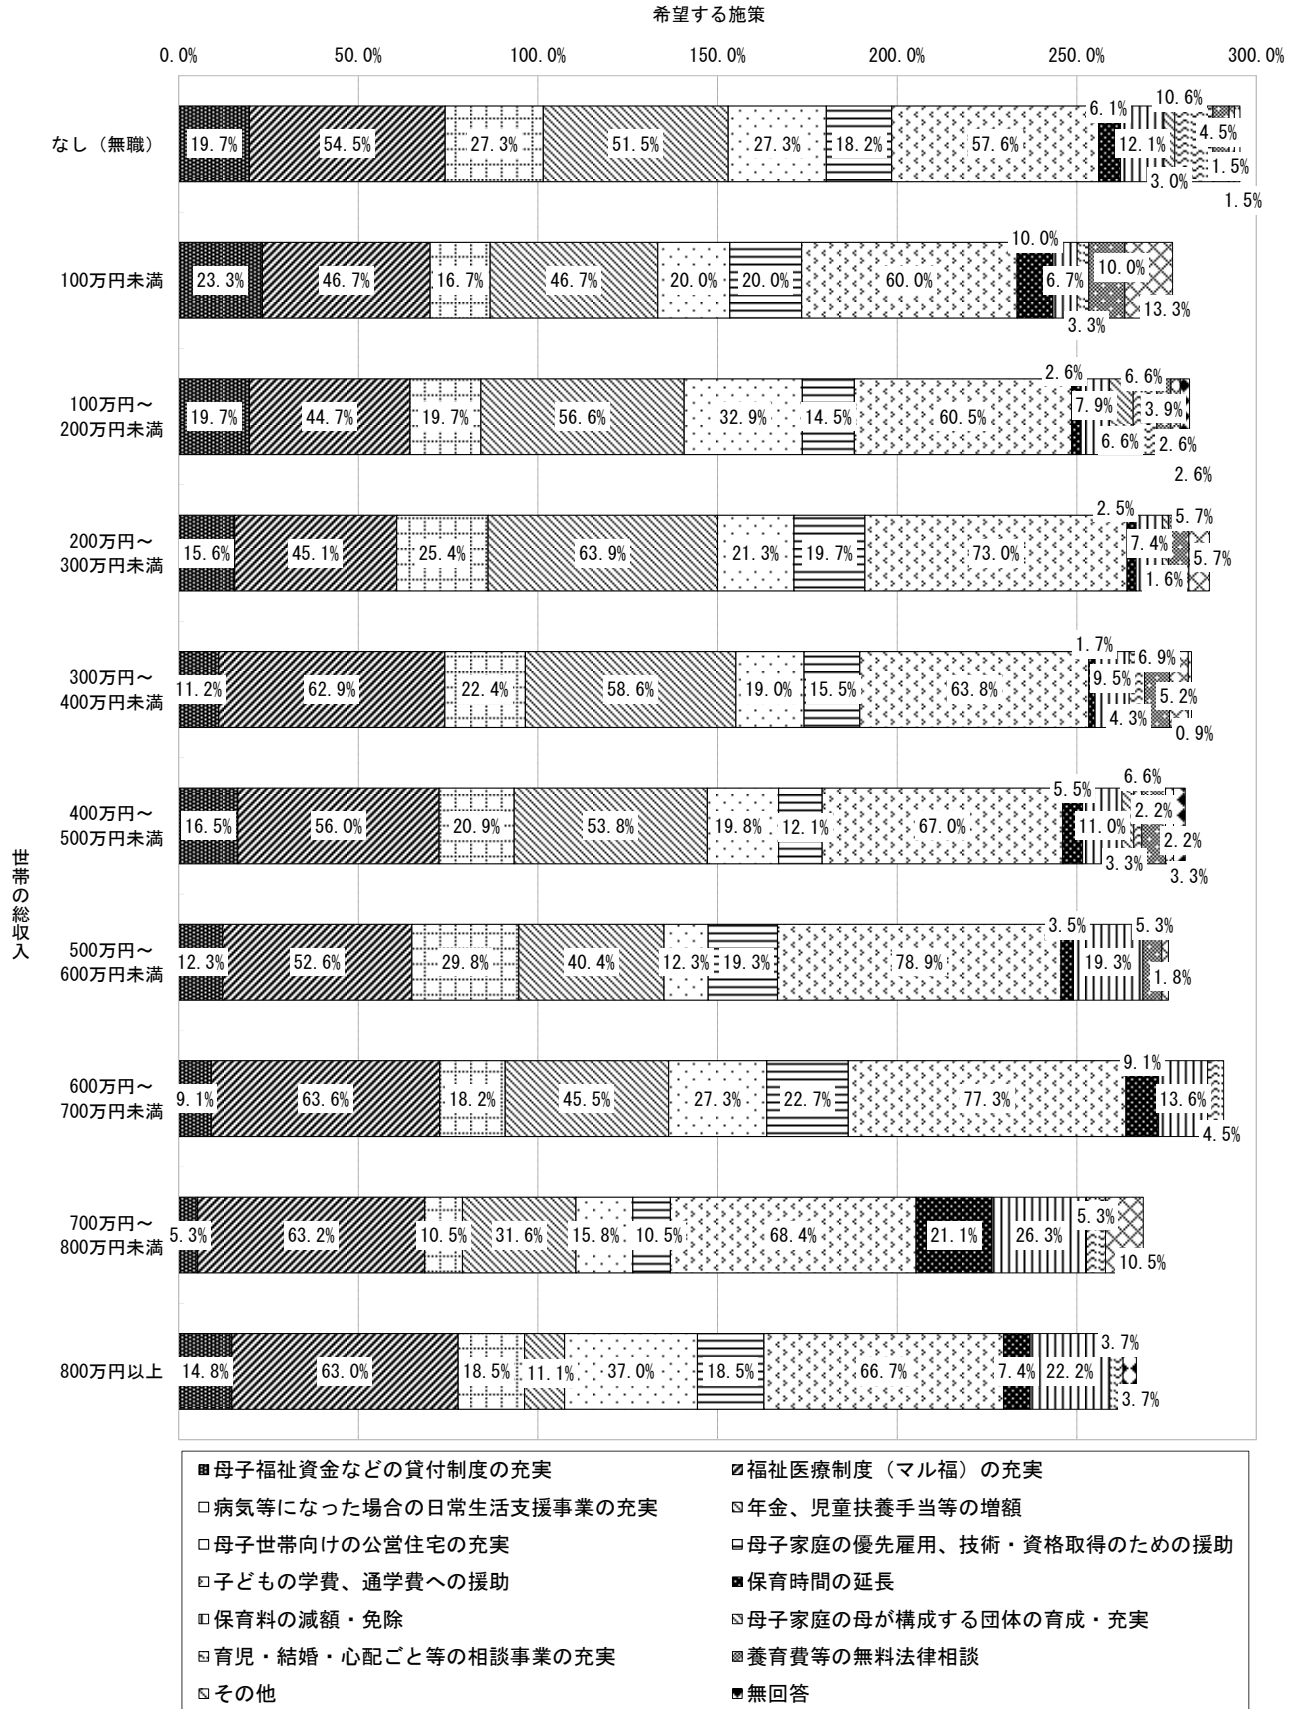 希望する施策
0.0% 50.0% 100.0% 150.0% 200.0% 250.0% 300.0%
世帯の総収入
なし（無職）
19.7% 54.5% 27.3% 51.5% 27.3% 18.2% 57.6% 6.1% 12.1% 3.0% 10.6% 4.5% 1.5% 1.5%
100万円未満
23.3% 46.7% 16.7% 46.7% 20.0% 20.0% 60.0% 10.0% 6.7% 3.3% 10.0% 13.3%
100万円～
200万円未満
19.7% 44.7% 19.7% 56.6% 32.9% 14.5% 60.5% 2.6% 7.9% 6.6% 6.6% 3.9% 2.6% 2.6%
200万円～
300万円未満
15.6% 45.1% 25.4% 63.9% 21.3% 19.7% 73.0% 2.5% 7.4% 1.6% 5.7% 5.7%
300万円～
400万円未満
11.2% 62.9% 22.4% 58.6% 19.0% 15.5% 63.8% 1.7% 9.5% 4.3% 6.9% 5.2% 0.9%
400万円～
500万円未満
16.5% 56.0% 20.9% 53.8% 19.8% 12.1% 67.0% 5.5% 11.0% 3.3% 2.2% 6.6% 2.2% 3.3%
500万円～
600万円未満
12.3% 52.6% 29.8% 40.4% 12.3% 19.3% 78.9% 3.5% 19.3% 5.3% 1.8%
600万円～
700万円未満
9.1% 63.6% 18.2% 45.5% 27.3% 22.7% 77.3% 9.1% 13.6% 4.5%
700万円～
800万円未満
5.3% 63.2% 10.5% 31.6% 15.8% 10.5% 68.4% 21.1% 26.3% 5.3% 10.5%
800万円以上
14.8% 63.0% 18.5% 11.1% 37.0% 18.5% 66.7% 7.4% 22.2% 3.7% 3.7%
母子福祉資金などの貸付制度の充実
福祉医療制度（マル福）の充実
病気等になった場合の日常生活支援事業の充実
年金、児童扶養手当等の増額
母子世帯向けの公営住宅の充実
母子家庭の優先雇用、技術・資格取得のための援助
子どもの学費、通学費への援助
保育時間の延長
保育料の減額・免除
母子家庭の母が構成する団体の育成・充実
育児・結婚・心配ごと等の相談事業の充実
養育費等の無料法律相談
その他
無回答